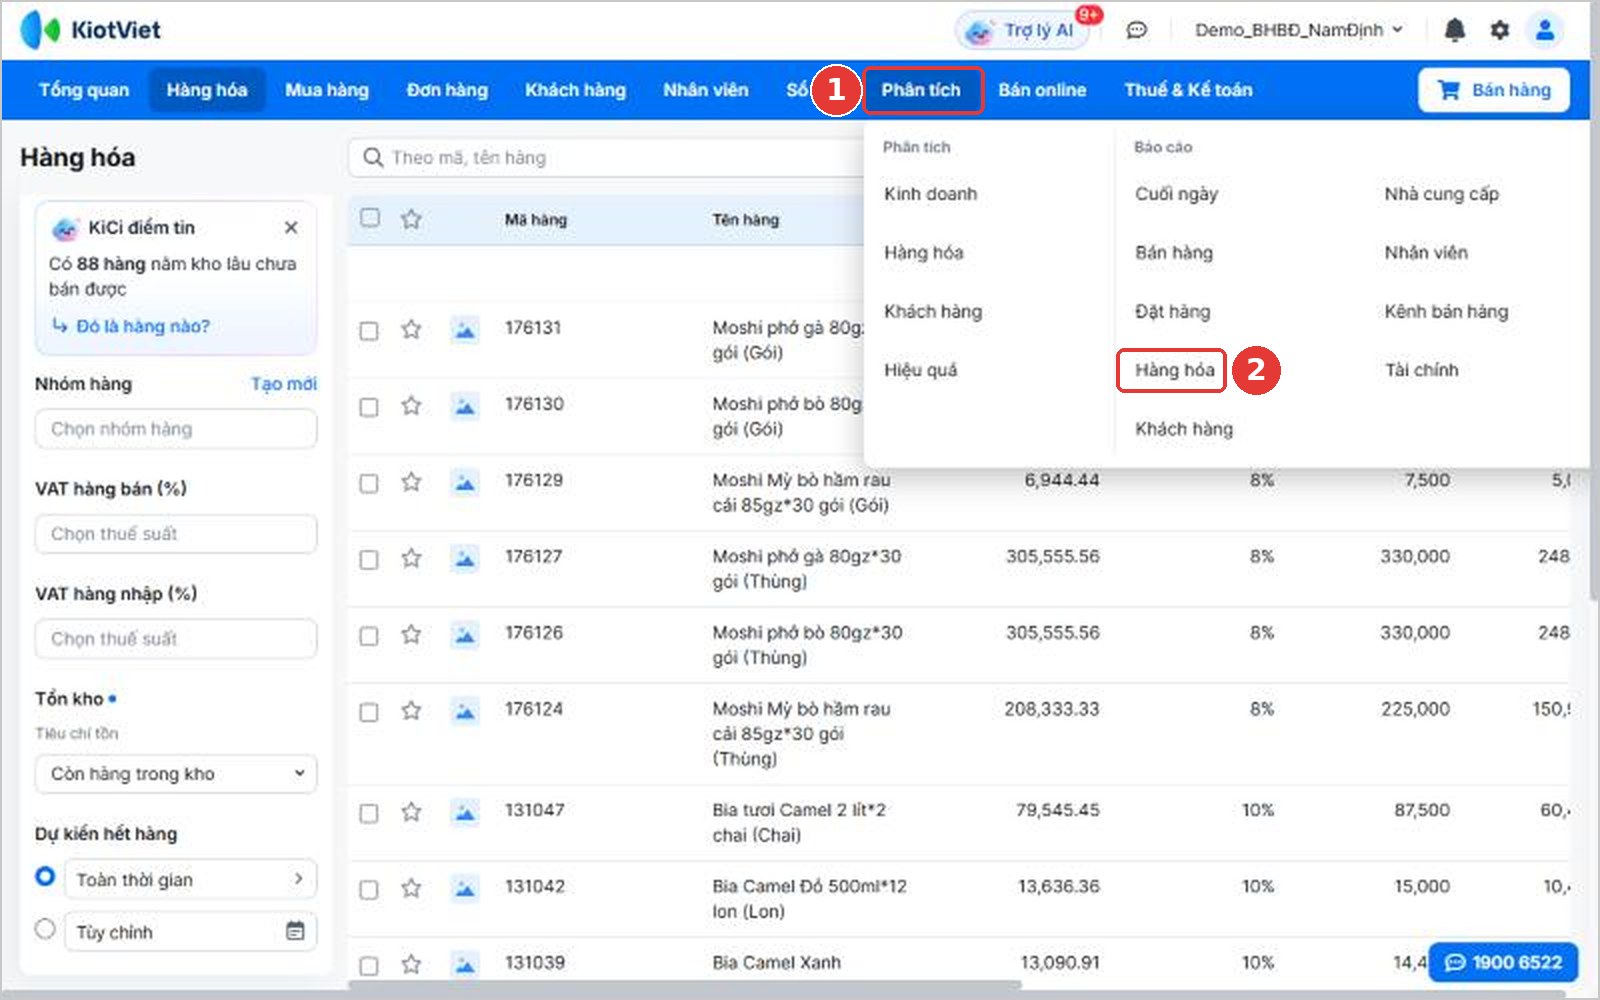 KiotViet
Trợ lý AI
9+
Demo_BHBĐ_NamĐịnh
Tổng quan
Hàng hóa
Mua hàng
Đơn hàng
Khách hàng
Nhân viên
Số
1
Phân tích
Bán online
Thuế & Kế toán
Bán hàng
Hàng hóa
Theo mã, tên hàng
Phân tích
Kinh doanh
Hàng hóa
Khách hàng
Hiệu quả
Báo cáo
Cuối ngày
Bán hàng
Đặt hàng
Hàng hóa
2
Khách hàng
Nhà cung cấp
Nhân viên
Kênh bán hàng
Tài chính
KiCi điểm tin
Có 88 hàng nằm kho lâu chưa
bán được
Đó là hàng nào?
Nhóm hàng
Tạo mới
Chọn nhóm hàng
VAT hàng bán (%)
Chọn thuế suất
VAT hàng nhập (%)
Chọn thuế suất
Tồn kho
Tiêu chí tồn
Còn hàng trong kho
Dự kiến hết hàng
Toàn thời gian
Tùy chỉnh
Mã hàng
Tên hàng
176131
Moshi phở gà 80gz
gói (Gói)
176130
Moshi phở bò 80g
gói (Gói)
176129
Moshi Mỳ bò hầm rau
cải 85gz*30 gói (Gói)
6,944.44
8%
7,500
5,0
176127
Moshi phở gà 80gz*30
gói (Thùng)
305,555.56
8%
330,000
248
176126
Moshi phở bò 80gz*30
gói (Thùng)
305,555.56
8%
330,000
248
176124
Moshi Mỳ bò hầm rau
cải 85gz*30 gói
(Thùng)
208,333.33
8%
225,000
150,5
131047
Bia tươi Camel 2 lít*2
chai (Chai)
79,545.45
10%
87,500
60,
131042
Bia Camel Đỏ 500ml*12
lon (Lon)
13,636.36
10%
15,000
10,
131039
Bia Camel Xanh
13,090.91
10%
14,4
1900 6522